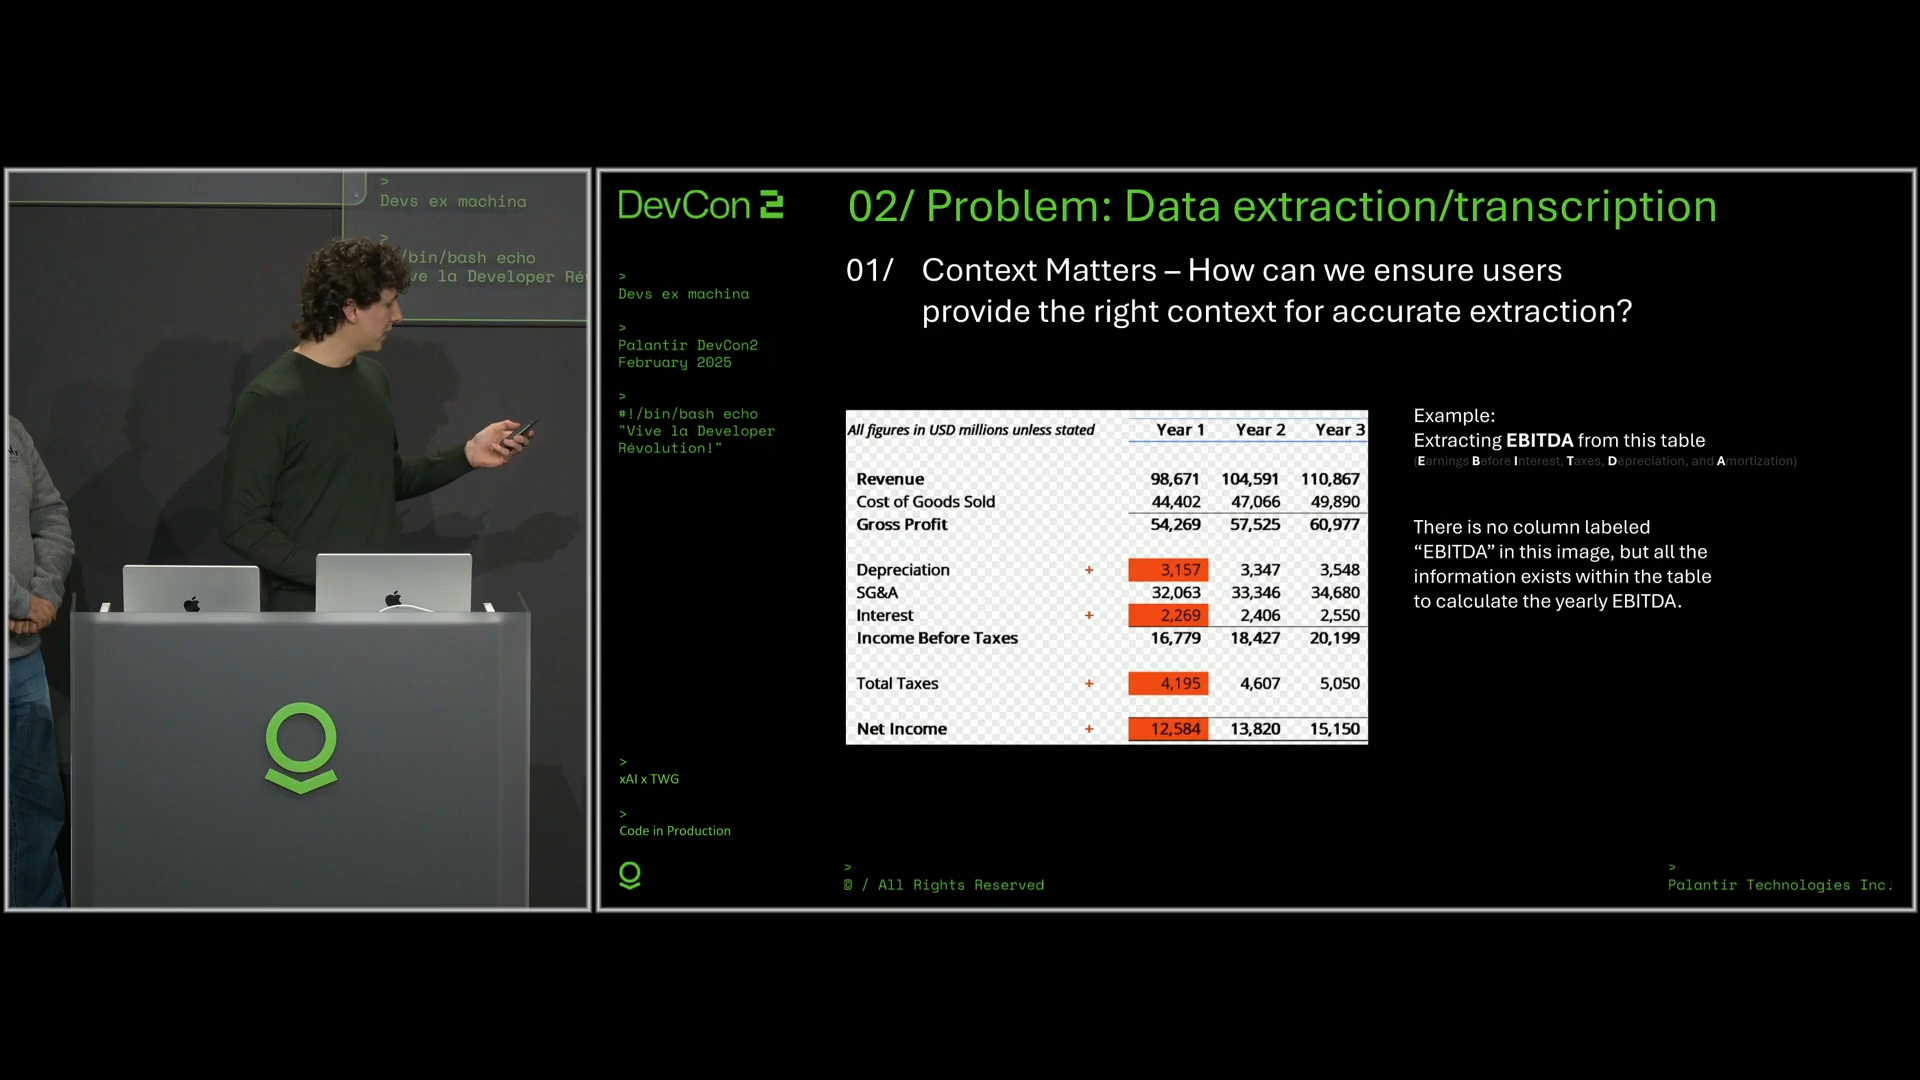 >
Devs ex machina
>
/bin/bash echo
ve la Developer Rév
DevCon 2
>
Devs ex machina
>
Palantir DevCon2
February 2025
>
#!/bin/bash echo
"Vive la Developer
Révolution!"
>
xAI x TWG
>
Code in Production
02/ Problem: Data extraction/transcription
01/ Context Matters – How can we ensure users
provide the right context for accurate extraction?
All figures in USD millions unless stated Year 1 Year 2 Year 3
Revenue 98,671 104,591 110,867
Cost of Goods Sold 44,402 47,066 49,890
Gross Profit 54,269 57,525 60,977
Depreciation + 3,157 3,347 3,548
SG&A 32,063 33,346 34,680
Interest + 2,269 2,406 2,550
Income Before Taxes 16,779 18,427 20,199
Total Taxes + 4,195 4,607 5,050
Net Income + 12,584 13,820 15,150
Example:
Extracting EBITDA from this table
(Earnings Before Interest, Taxes, Depreciation, and Amortization)
There is no column labeled
“EBITDA” in this image, but all the
information exists within the table
to calculate the yearly EBITDA.
>
© / All Rights Reserved
>
Palantir Technologies Inc.